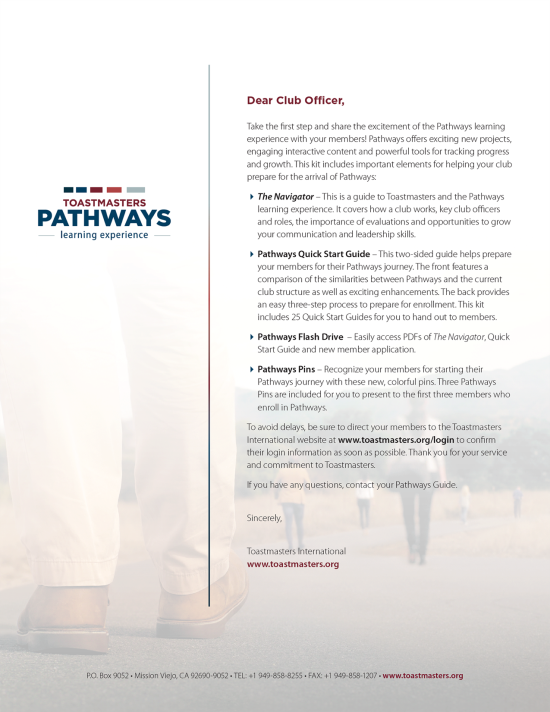 TOASTMASTERS
PATHWAYS
learning experience
Dear Club Officer,
Take the first step and share the excitement of the Pathways learning
experience with your members! Pathways offers exciting new projects,
engaging interactive content and powerful tools for tracking progress
and growth. This kit includes important elements for helping your club
prepare for the arrival of Pathways:
The Navigator – This is a guide to Toastmasters and the Pathways
learning experience. It covers how a club works, key club officers
and roles, the importance of evaluations and opportunities to grow
your communication and leadership skills.
Pathways Quick Start Guide – This two-sided guide helps prepare
your members for their Pathways journey. The front features a
comparison of the similarities between Pathways and the current
club structure as well as exciting enhancements. The back provides
an easy three-step process to prepare for enrollment. This kit
includes 25 Quick Start Guides for you to hand out to members.
Pathways Flash Drive – Easily access PDFs of The Navigator, Quick
Start Guide and new member application.
Pathways Pins – Recognize your members for starting their
Pathways journey with these new, colorful pins. Three Pathways
Pins are included for you to present to the first three members who
enroll in Pathways.
To avoid delays, be sure to direct your members to the Toastmasters
International website at www.toastmasters.org/login to confirm
their login information as soon as possible. Thank you for your service
and commitment to Toastmasters.
If you have any questions, contact your Pathways Guide.
Sincerely,
Toastmasters International
www.toastmasters.org
P.O. Box 9052 • Mission Viejo, CA 92690-9052 • TEL: +1 949-858-8255 • FAX: +1 949-858-1207 • www.toastmasters.org